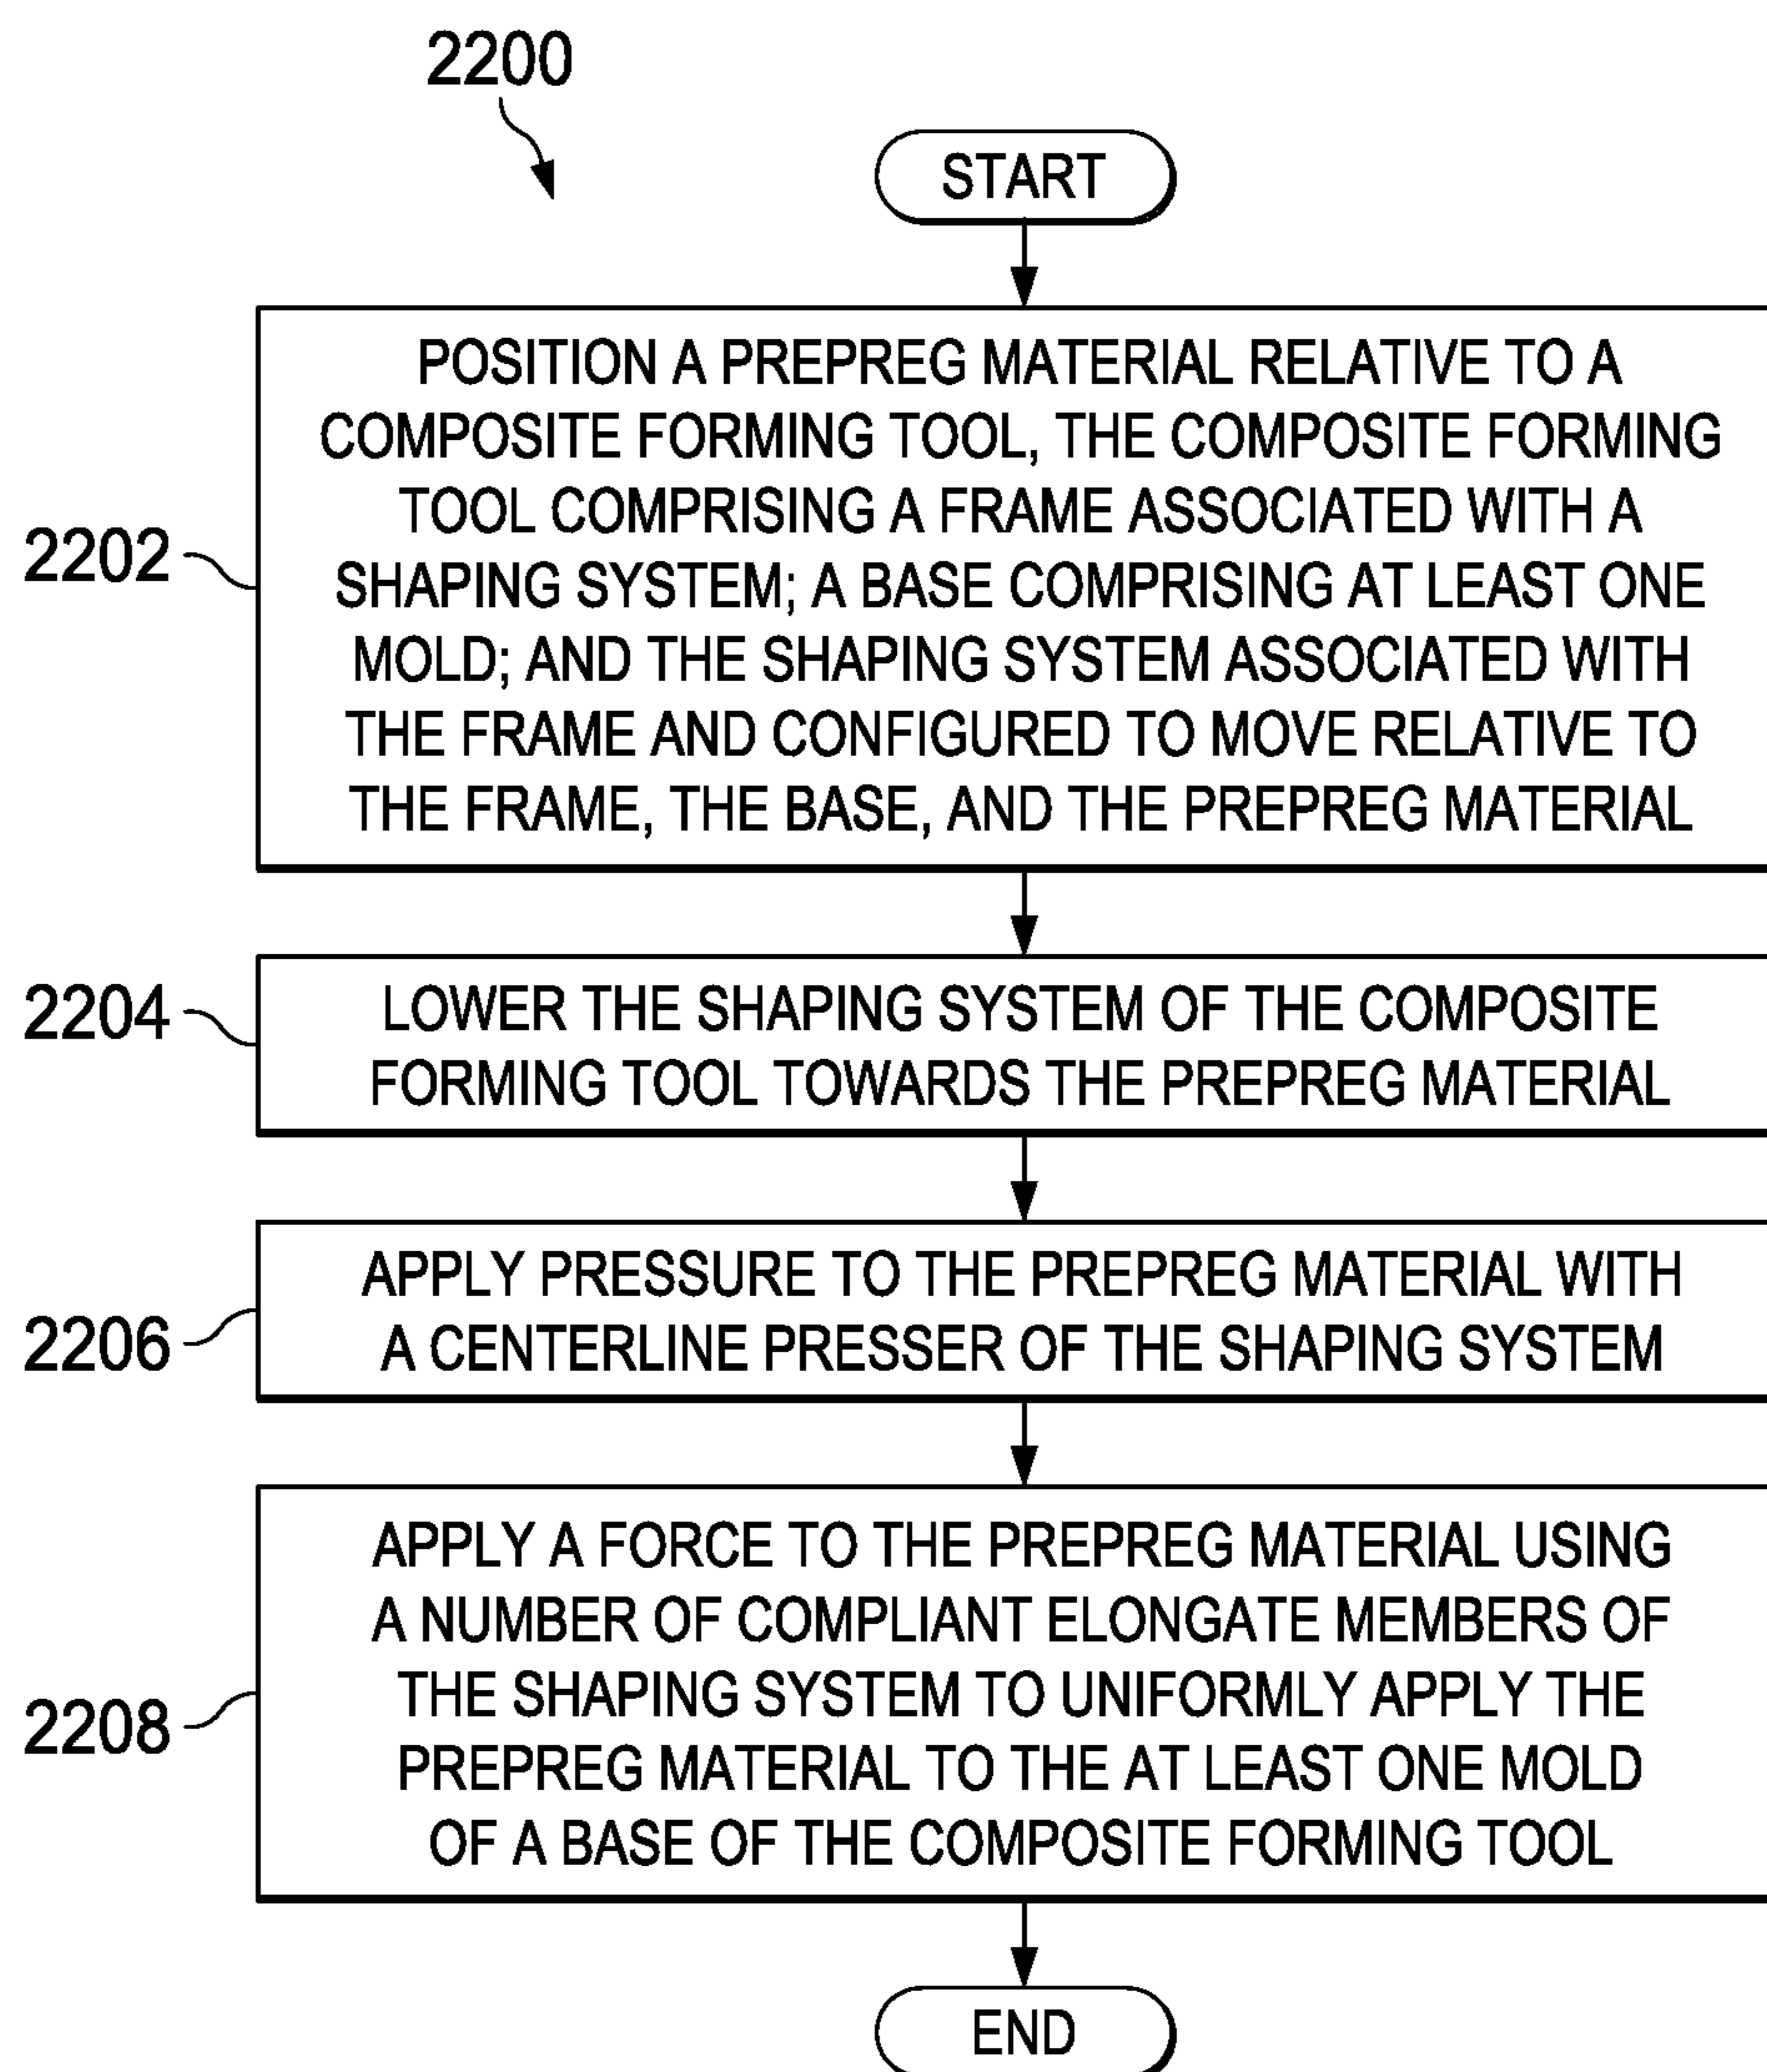 2200
START
2202
POSITION A PREPREG MATERIAL RELATIVE TO A
COMPOSITE FORMING TOOL, THE COMPOSITE FORMING
TOOL COMPRISING A FRAME ASSOCIATED WITH A
SHAPING SYSTEM; A BASE COMPRISING AT LEAST ONE
MOLD; AND THE SHAPING SYSTEM ASSOCIATED WITH
THE FRAME AND CONFIGURED TO MOVE RELATIVE TO
THE FRAME, THE BASE, AND THE PREPREG MATERIAL
2204
LOWER THE SHAPING SYSTEM OF THE COMPOSITE
FORMING TOOL TOWARDS THE PREPREG MATERIAL
2206
APPLY PRESSURE TO THE PREPREG MATERIAL WITH
A CENTERLINE PRESSER OF THE SHAPING SYSTEM
2208
APPLY A FORCE TO THE PREPREG MATERIAL USING
A NUMBER OF COMPLIANT ELONGATE MEMBERS OF
THE SHAPING SYSTEM TO UNIFORMLY APPLY THE
PREPREG MATERIAL TO THE AT LEAST ONE MOLD
OF A BASE OF THE COMPOSITE FORMING TOOL
END